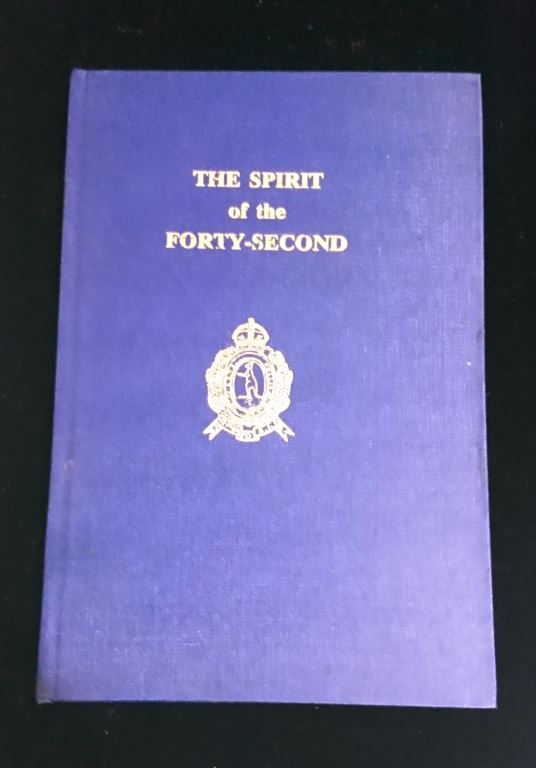 THE SPIRIT
of the
FORTY-SECOND